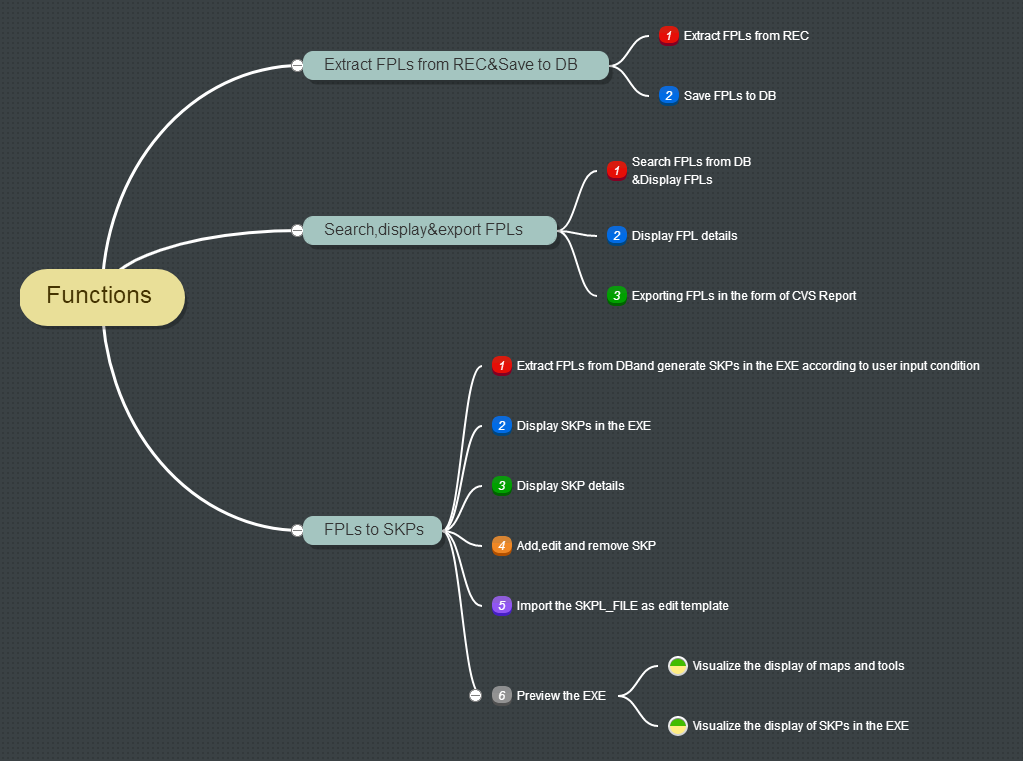 Functions
Extract FPLs from REC&Save to DB
1 Extract FPLs from REC
2 Save FPLs to DB
Search,display&export FPLs
1 Search FPLs from DB
&Display FPLs
2 Display FPL details
3 Exporting FPLs in the form of CVS Report
FPLs to SKPs
1 Extract FPLs from DBand generate SKPs in the EXE according to user input condition
2 Display SKPs in the EXE
3 Display SKP details
4 Add,edit and remove SKP
5 Import the SKPL_FILE as edit template
6 Preview the EXE
Visualize the display of maps and tools
Visualize the display of SKPs in the EXE